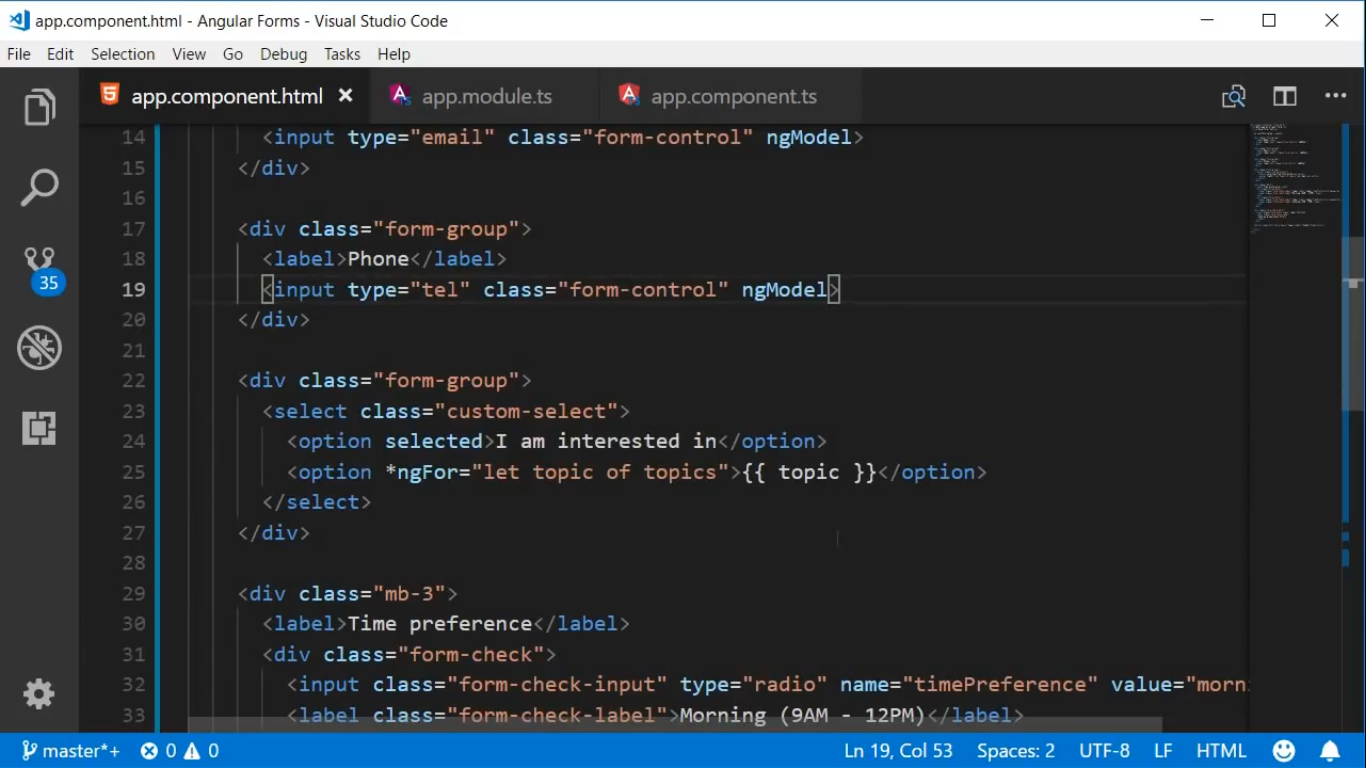 app.component.html - Angular Forms - Visual Studio Code
File Edit Selection View Go Debug Tasks Help
app.component.html app.module.ts app.component.ts
14 <input type="email" class="form-control" ngModel>
15 </div>
16
17 <div class="form-group">
18 <label>Phone</label>
19 <input type="tel" class="form-control" ngModel>
20 </div>
21
22 <div class="form-group">
23 <select class="custom-select">
24 <option selected>I am interested in</option>
25 <option *ngFor="let topic of topics">{{ topic }}</option>
26 </select>
27 </div>
28
29 <div class="mb-3">
30 <label>Time preference</label>
31 <div class="form-check">
32 <input class="form-check-input" type="radio" name="timePreference" value="morn
33 <label class="form-check-label">Morning (9AM - 12PM)</label>
35
master*+ 0 0 Ln 19, Col 53 Spaces: 2 UTF-8 LF HTML